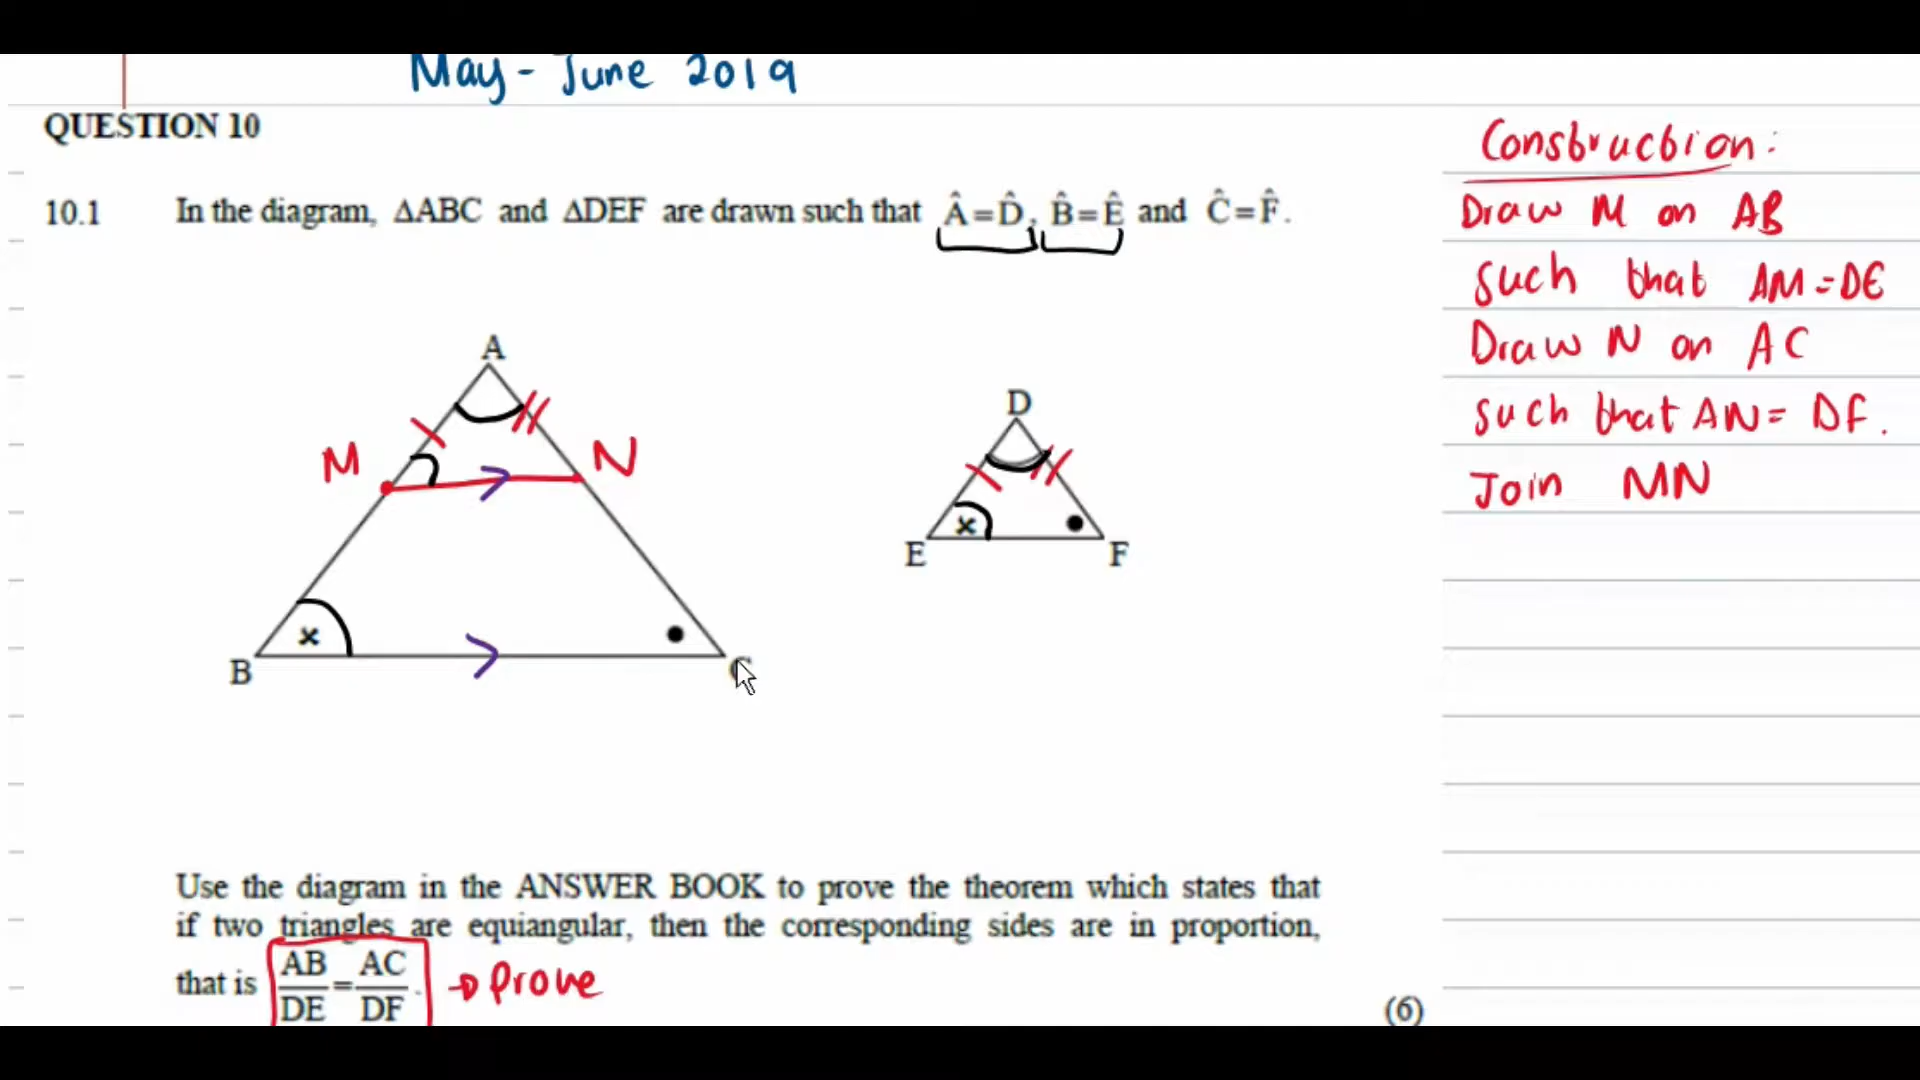 May - June 2019
QUESTION 10
10.1 In the diagram, ΔABC and ΔDEF are drawn such that Â=D̂, B̂=Ê and Ĉ=F̂.
A
M
N
B
C
x
D
E
F
x
Use the diagram in the ANSWER BOOK to prove the theorem which states that
if two triangles are equiangular, then the corresponding sides are in proportion,
that is AB/DE = AC/DF. → Prove
(6)
Construction:
Draw M on AB
such that AM = DE
Draw N on AC
such that AN = DF.
Join MN